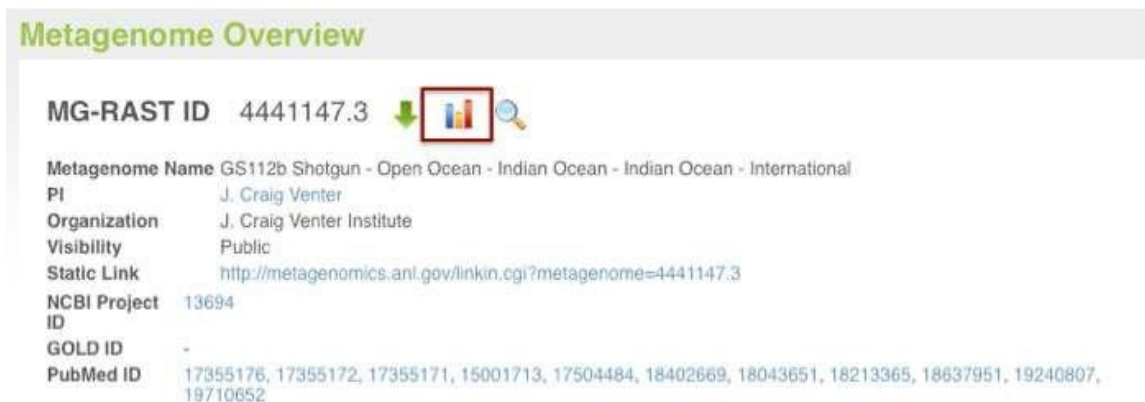 Metagenome Overview
MG-RAST ID 4441147.3
Metagenome Name GS112b Shotgun - Open Ocean - Indian Ocean - Indian Ocean - International
PI J. Craig Venter
Organization J. Craig Venter Institute
Visibility Public
Static Link http://metagenomics.anl.gov/linkin.cgi?metagenome=4441147.3
NCBI Project 13694
ID
GOLD ID -
PubMed ID 17355176, 17355172, 17355171, 15001713, 17504484, 18402669, 18043651, 18213365, 18637951, 19240807,
19710652